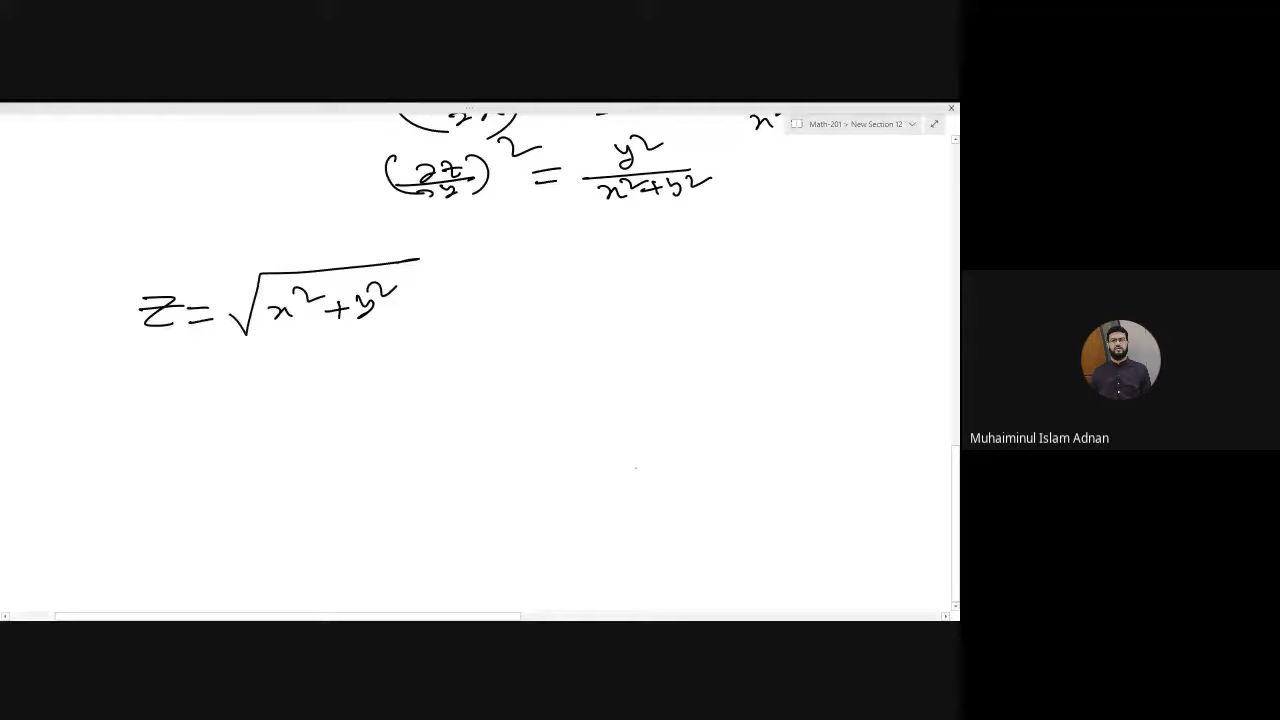 Math-201 > New Section 12
(∂z/∂y)² = y²/(x²+y²)
Z = √(x²+y²)
Muhaiminul Islam Adnan